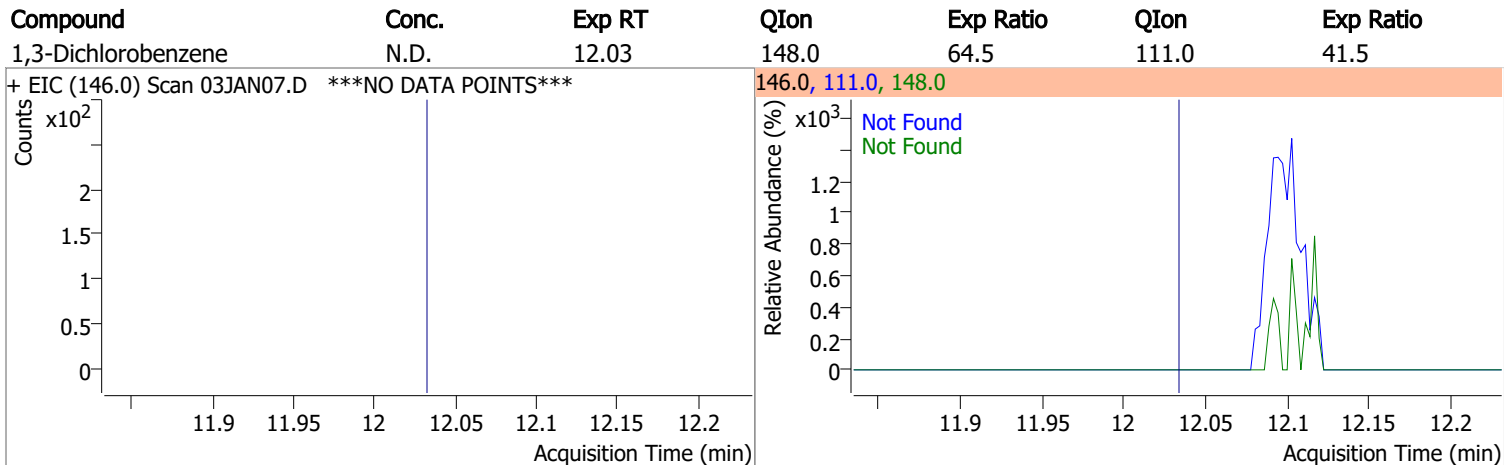 Compound Conc. Exp RT QIon Exp Ratio QIon Exp Ratio
1,3-Dichlorobenzene N.D. 12.03 148.0 64.5 111.0 41.5
+ EIC (146.0) Scan 03JAN07.D ***NO DATA POINTS***
Counts
x10²
2
1.5
1
0.5
0
11.9 11.95 12 12.05 12.1 12.15 12.2
Acquisition Time (min)
146.0, 111.0, 148.0
Relative Abundance (%)
x10³
Not Found
Not Found
1.2
1
0.8
0.6
0.4
0.2
0
11.9 11.95 12 12.05 12.1 12.15 12.2
Acquisition Time (min)